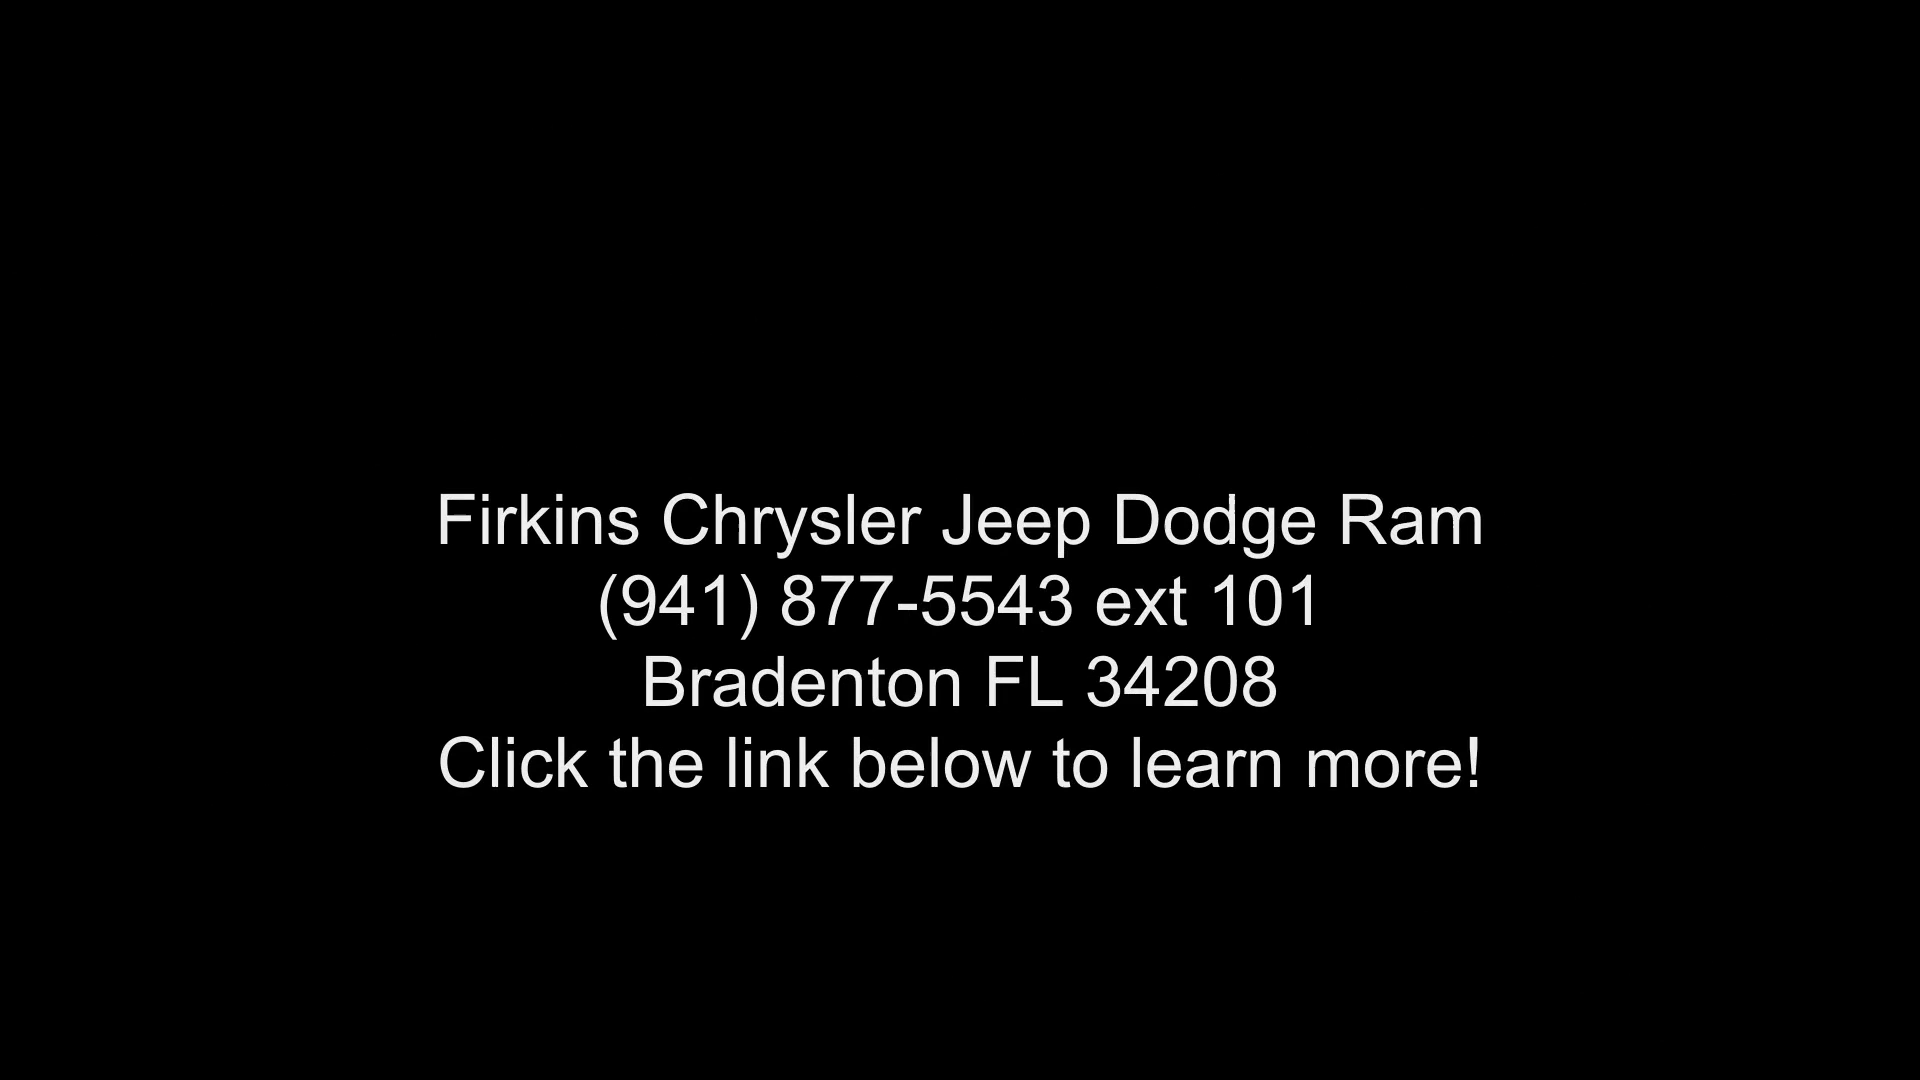 Firkins Chrysler Jeep Dodge Ram
(941) 877-5543 ext 101
Bradenton FL 34208
Click the link below to learn more!